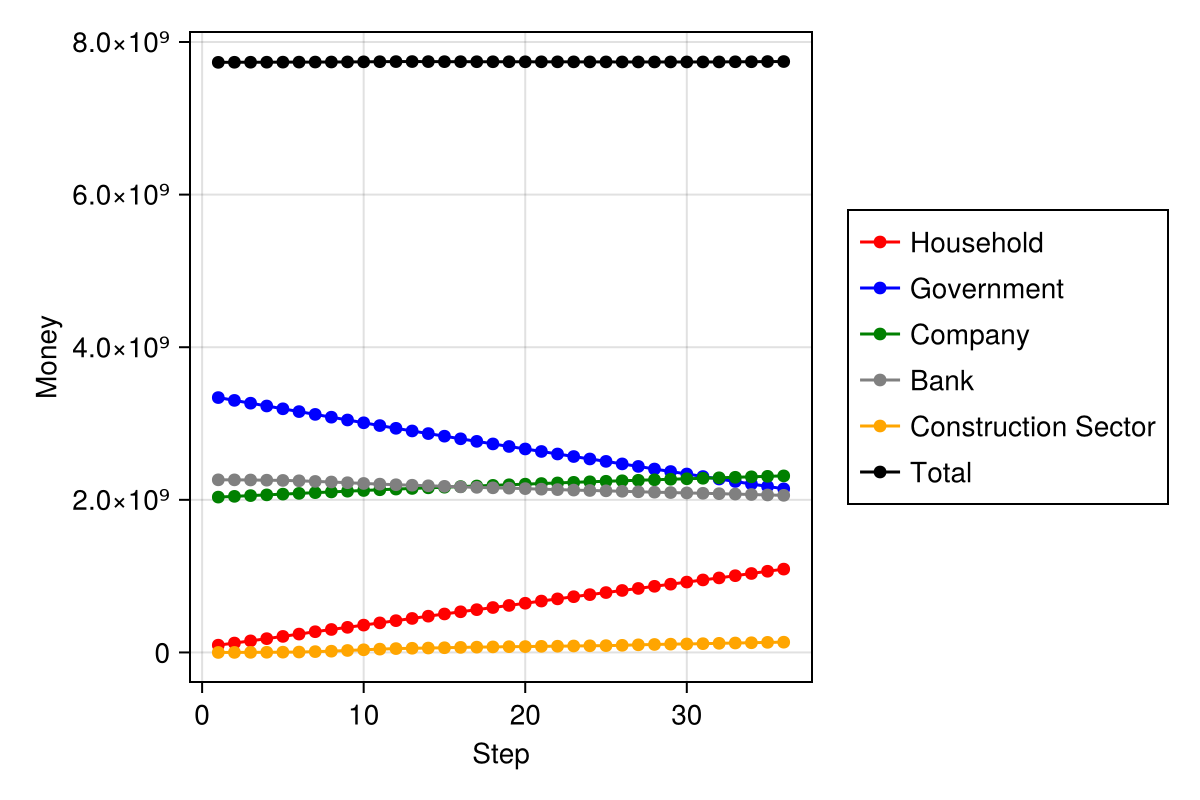 8.0×10⁹
6.0×10⁹
4.0×10⁹
2.0×10⁹
0
Money
0 10 20 30
Step
Household
Government
Company
Bank
Construction Sector
Total